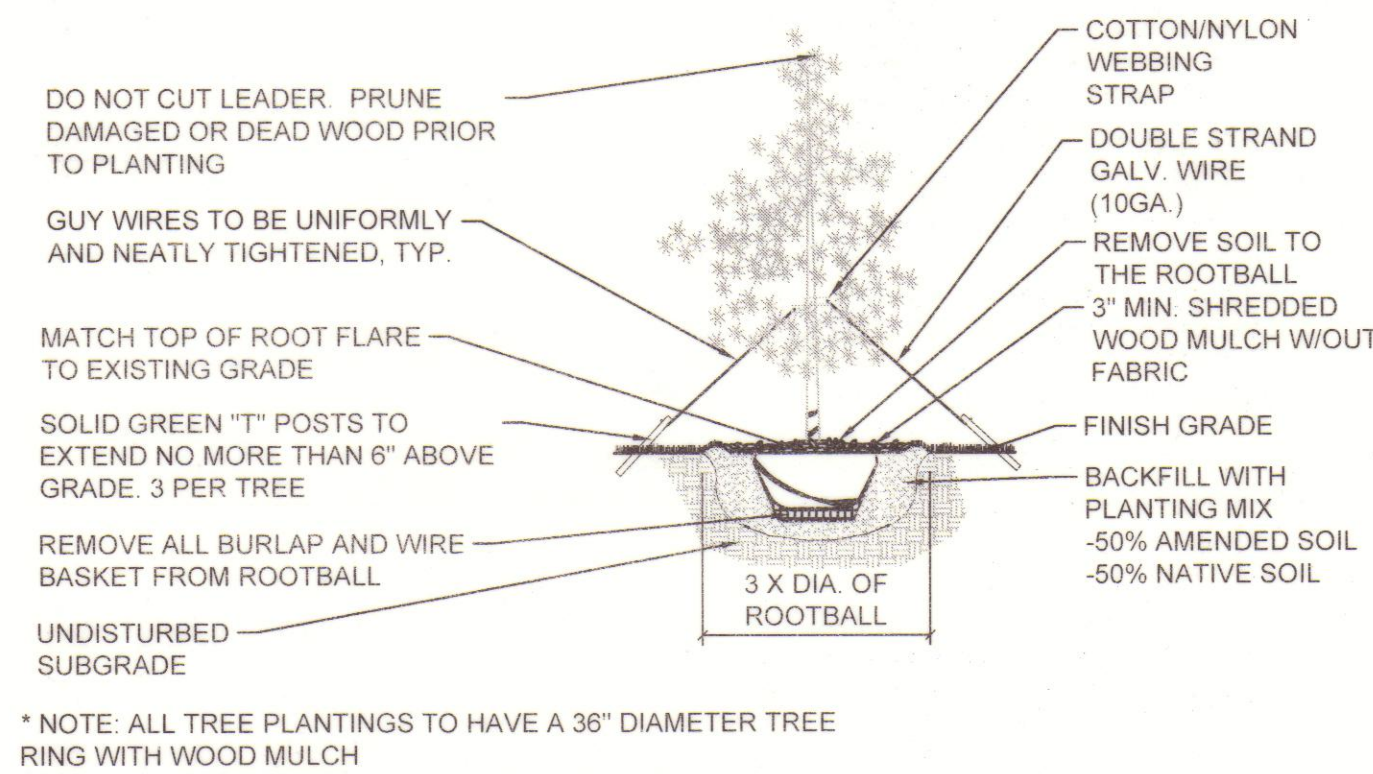 DO NOT CUT LEADER. PRUNE
DAMAGED OR DEAD WOOD PRIOR
TO PLANTING
GUY WIRES TO BE UNIFORMLY
AND NEATLY TIGHTENED, TYP.
MATCH TOP OF ROOT FLARE
TO EXISTING GRADE
SOLID GREEN "T" POSTS TO
EXTEND NO MORE THAN 6" ABOVE
GRADE. 3 PER TREE
REMOVE ALL BURLAP AND WIRE
BASKET FROM ROOTBALL
UNDISTURBED
SUBGRADE
3 X DIA. OF
ROOTBALL
COTTON/NYLON
WEBBING
STRAP
DOUBLE STRAND
GALV. WIRE
(10GA.)
REMOVE SOIL TO
THE ROOTBALL
3" MIN. SHREDDED
WOOD MULCH W/OUT
FABRIC
FINISH GRADE
BACKFILL WITH
PLANTING MIX
-50% AMENDED SOIL
-50% NATIVE SOIL
* NOTE: ALL TREE PLANTINGS TO HAVE A 36" DIAMETER TREE
RING WITH WOOD MULCH